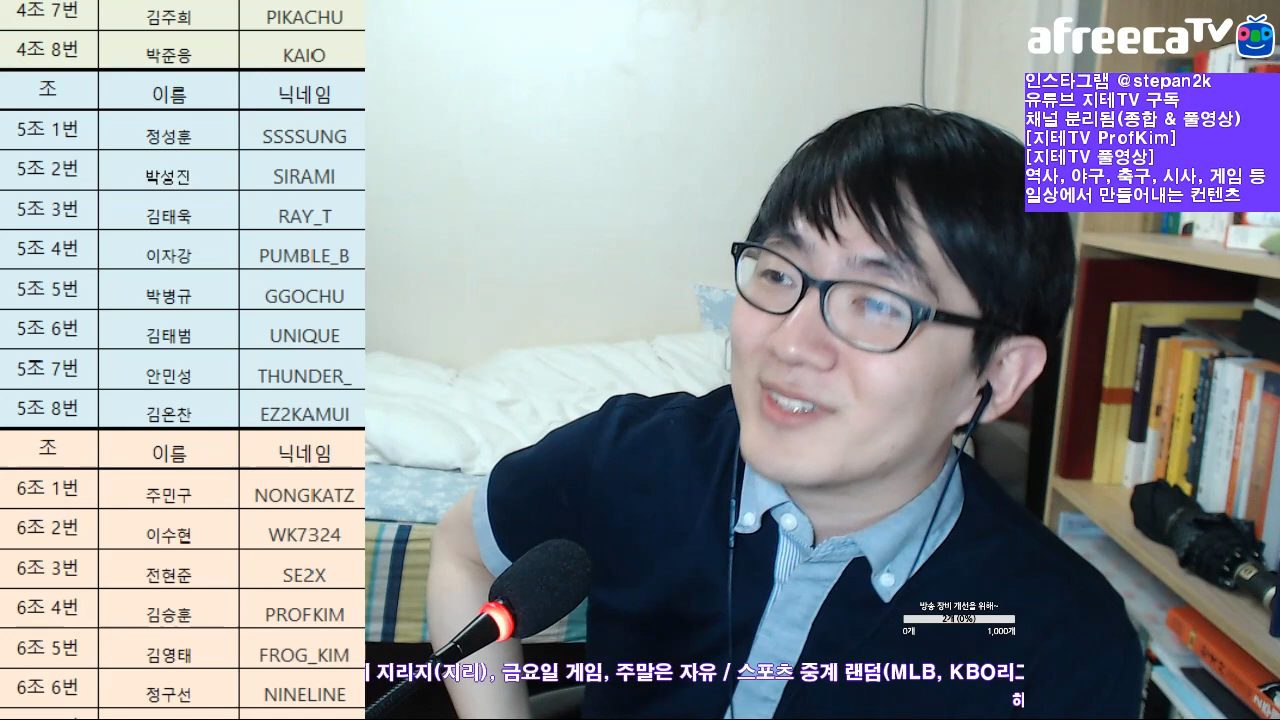 4조 7번 김주희 PIKACHU
4조 8번 박준응 KAIO
조 이름 닉네임
5조 1번 정성훈 SSSSUNG
5조 2번 박성진 SIRAMI
5조 3번 김태욱 RAY_T
5조 4번 이자강 PUMBLE_B
5조 5번 박병규 GGOCHU
5조 6번 김태범 UNIQUE
5조 7번 안민성 THUNDER_
5조 8번 김온찬 EZ2KAMUI
조 이름 닉네임
6조 1번 주민구 NONGKATZ
6조 2번 이수현 WK7324
6조 3번 전현준 SE2X
6조 4번 김승훈 PROFKIM
6조 5번 김영태 FROG_KIM
6조 6번 정구선 NINELINE
afreecaTV
인스타그램 @stepan2k
유튜브 지테TV 구독
채널 분리됨(종합 & 풀영상)
[지테TV ProfKim]
[지테TV 풀영상]
역사, 야구, 축구, 시사, 게임 등
일상에서 만들어내는 컨텐츠
방송 장비 개선을 위해~
2개 (0%)
0개 1,000개
지리지(지리), 금요일 게임, 주말은 자유 / 스포츠 중계 랜덤(MLB, KBO리그